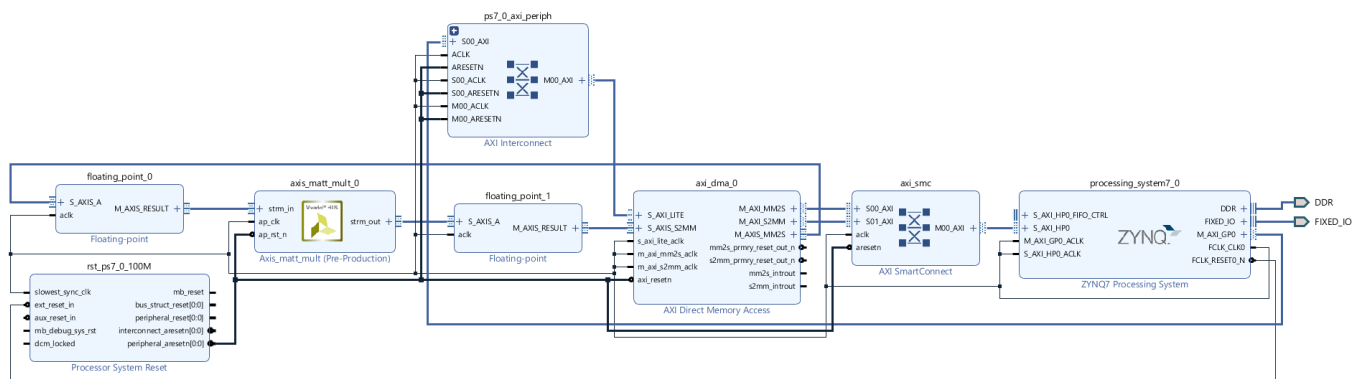 ps7_0_axi_periph
S00_AXI
ACLK
ARESETN
S00_ACLK
S00_ARESETN
M00_ACLK
M00_ARESETN
M00_AXI
AXI Interconnect
floating_point_0
S_AXIS_A
aclk
M_AXIS_RESULT
Floating-point
axis_matt_mult_0
strm_in
ap_clk
ap_rst_n
strm_out
Axis_matt_mult (Pre-Production)
floating_point_1
S_AXIS_A
aclk
M_AXIS_RESULT
Floating-point
axi_dma_0
S_AXI_LITE
S_AXIS_S2MM
s_axi_lite_aclk
m_axi_mm2s_aclk
m_axi_s2mm_aclk
axi_resetn
M_AXI_MM2S
M_AXI_S2MM
M_AXIS_MM2S
mm2s_prmry_reset_out_n
s2mm_prmry_reset_out_n
mm2s_introut
s2mm_introut
AXI Direct Memory Access
axi_smc
S00_AXI
S01_AXI
aclk
aresetn
M00_AXI
AXI SmartConnect
processing_system7_0
S_AXI_HP0_FIFO_CTRL
S_AXI_HP0
M_AXI_GP0_ACLK
S_AXI_HP0_ACLK
ZYNQ
DDR
FIXED_IO
M_AXI_GP0
FCLK_CLK0
FCLK_RESET0_N
ZYNQ7 Processing System
DDR
FIXED_IO
rst_ps7_0_100M
slowest_sync_clk
ext_reset_in
aux_reset_in
mb_debug_sys_rst
dcm_locked
mb_reset
bus_struct_reset[0:0]
peripheral_reset[0:0]
interconnect_aresetn[0:0]
peripheral_aresetn[0:0]
Processor System Reset